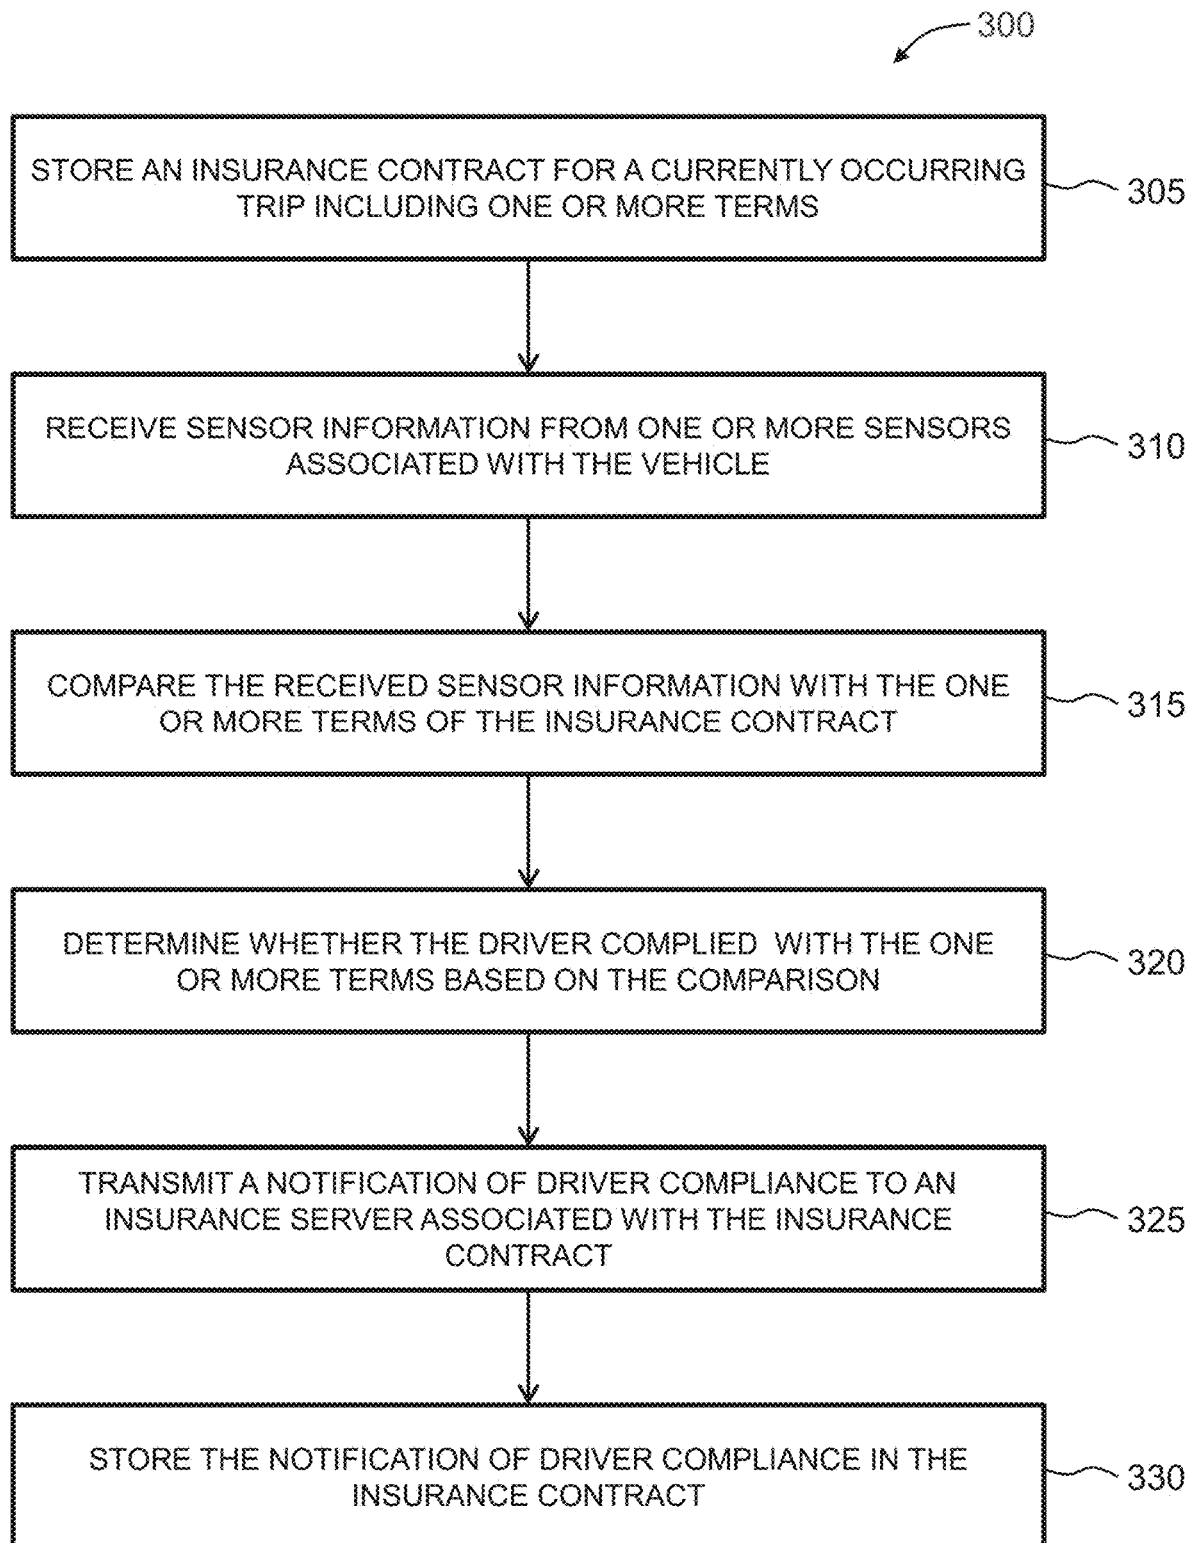 300
STORE AN INSURANCE CONTRACT FOR A CURRENTLY OCCURRING
TRIP INCLUDING ONE OR MORE TERMS
305
RECEIVE SENSOR INFORMATION FROM ONE OR MORE SENSORS
ASSOCIATED WITH THE VEHICLE
310
COMPARE THE RECEIVED SENSOR INFORMATION WITH THE ONE
OR MORE TERMS OF THE INSURANCE CONTRACT
315
DETERMINE WHETHER THE DRIVER COMPLIED WITH THE ONE
OR MORE TERMS BASED ON THE COMPARISON
320
TRANSMIT A NOTIFICATION OF DRIVER COMPLIANCE TO AN
INSURANCE SERVER ASSOCIATED WITH THE INSURANCE
CONTRACT
325
STORE THE NOTIFICATION OF DRIVER COMPLIANCE IN THE
INSURANCE CONTRACT
330